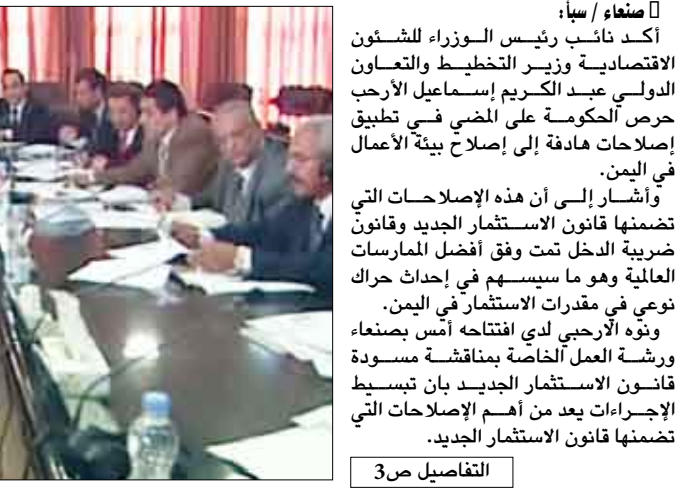 صنعاء / سبأ:
أكد نائب رئيس الوزراء للشئون
الاقتصادية وزير التخطيط والتعاون
الدولي عبد الكريم إسماعيل الأرحب
حرص الحكومة على المضي في تطبيق
إصلاحات هادفة إلى إصلاح بيئة الأعمال
في اليمن.
وأشار إلى أن هذه الإصلاحات التي
تضمنها قانون الاستثمار الجديد وقانون
ضريبة الدخل تمت وفق أفضل الممارسات
العالمية وهو ما سيسهم في إحداث حراك
نوعي في مقدرات الاستثمار في اليمن.
ونوه الارحبي لدي افتتاحه أمس بصنعاء
ورشة العمل الخاصة بمناقشة مسودة
قانون الاستثمار الجديد بان تبسيط
الإجراءات يعد من أهم الإصلاحات التي
تضمنها قانون الاستثمار الجديد.
التفاصيل ص3